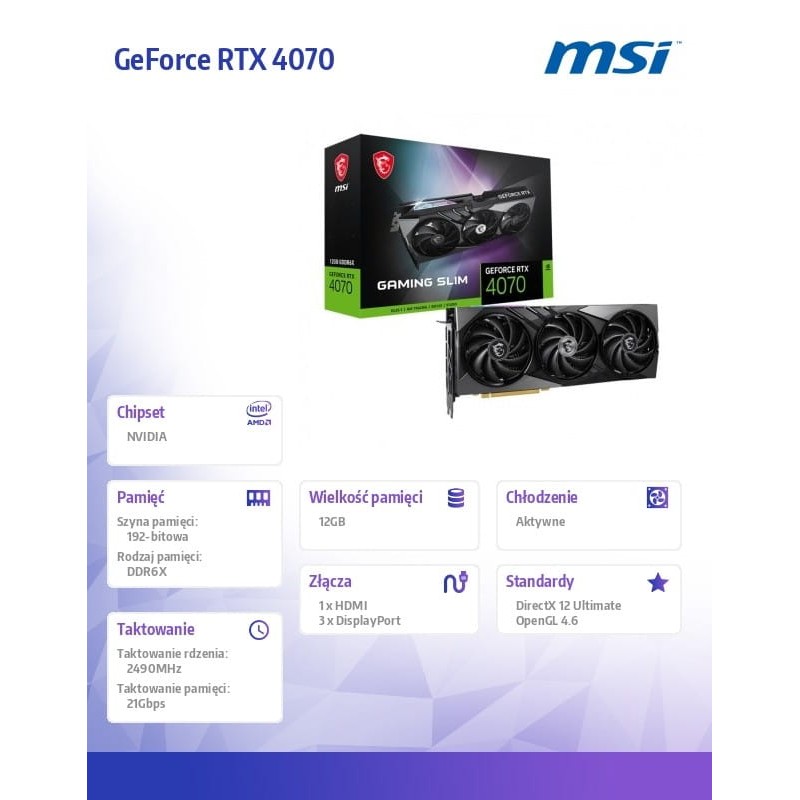 GeForce RTX 4070
msi™
msi
GEFORCE RTX
12GB GDDR6X
GEFORCE RTX
4070
GAMING SLIM
GEFORCE RTX
4070
Chipset
intel
AMD
NVIDIA
Pamięć
Szyna pamięci:
192-bitowa
Rodzaj pamięci:
DDR6X
Wielkość pamięci
12GB
Chłodzenie
Aktywne
Złącza
1 x HDMI
3 x DisplayPort
Standardy
DirectX 12 Ultimate
OpenGL 4.6
Taktowanie
Taktowanie rdzenia:
2490MHz
Taktowanie pamięci:
21Gbps